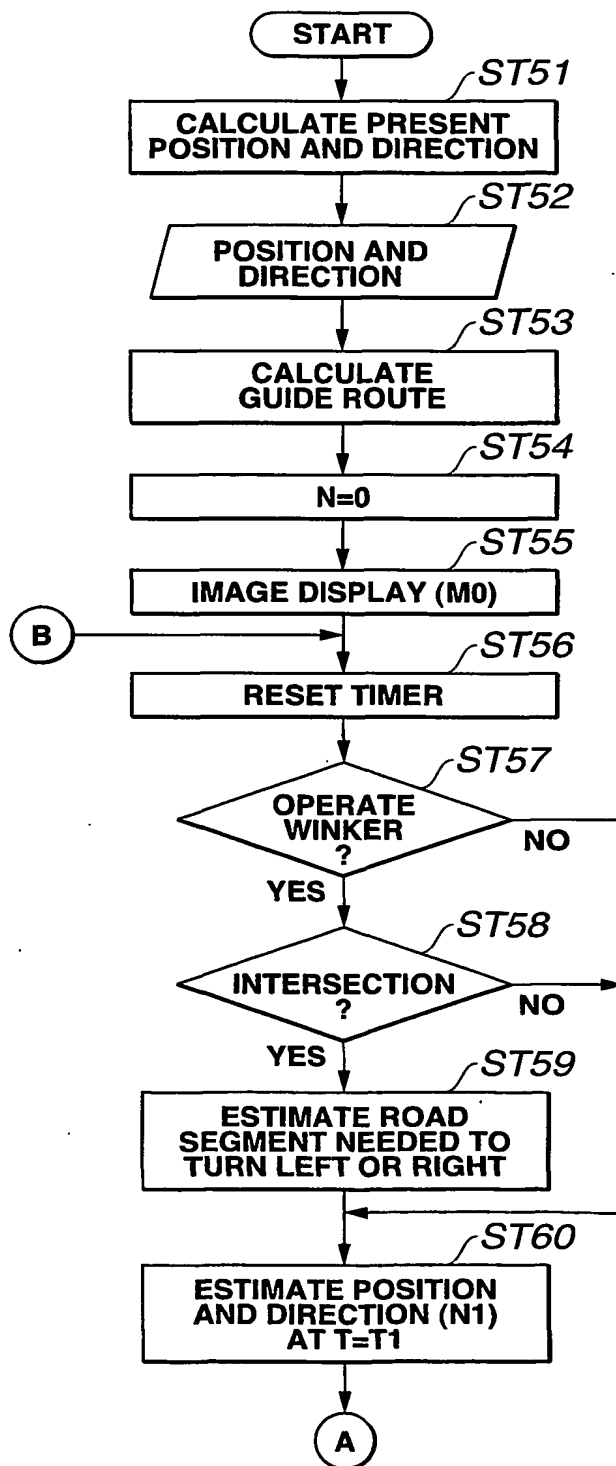 START
ST51
CALCULATE PRESENT
POSITION AND DIRECTION
ST52
POSITION AND
DIRECTION
ST53
CALCULATE
GUIDE ROUTE
ST54
N=0
ST55
IMAGE DISPLAY (M0)
B
ST56
RESET TIMER
ST57
OPERATE
WINKER
?
NO
YES
ST58
INTERSECTION
?
NO
YES
ST59
ESTIMATE ROAD
SEGMENT NEEDED TO
TURN LEFT OR RIGHT
ST60
ESTIMATE POSITION
AND DIRECTION (N1)
AT T=T1
A